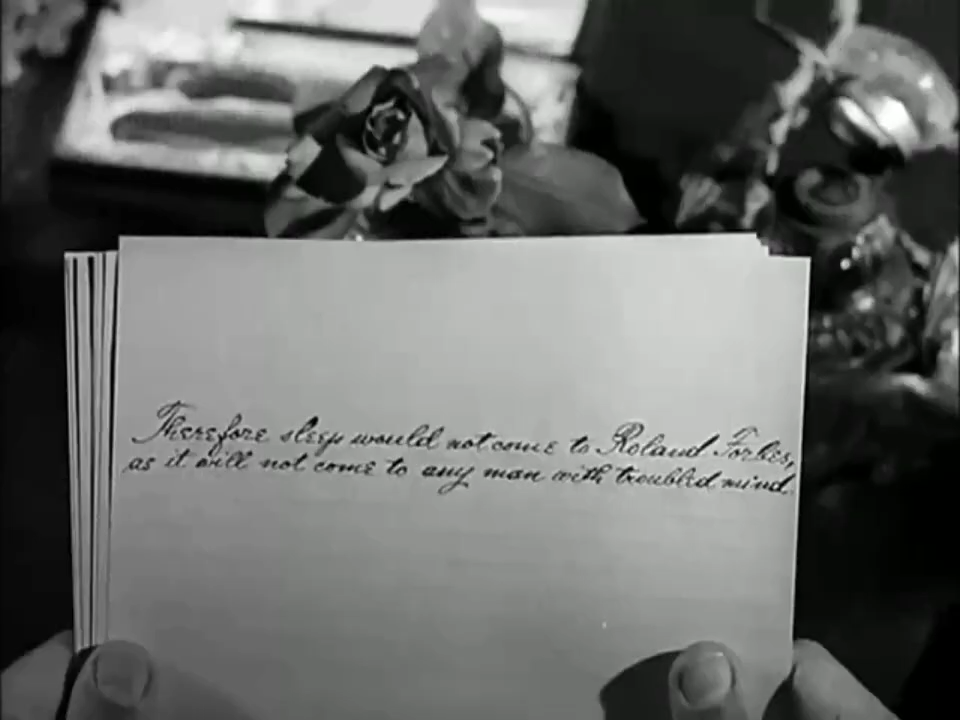 Therefore sleep would not come to Roland Forbes,
as it will not come to any man with troubled mind.